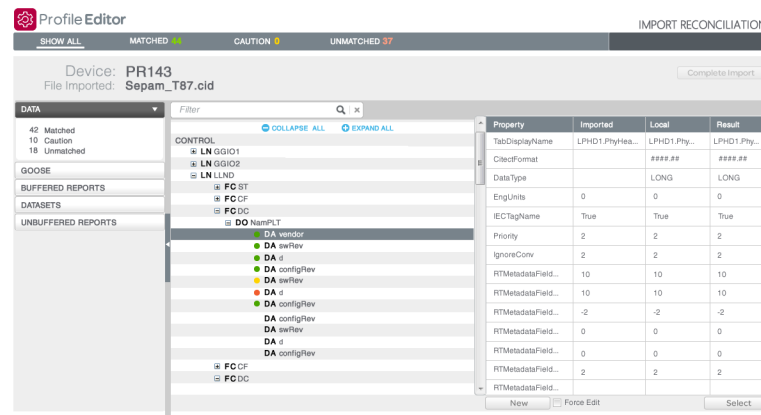 Profile Editor
IMPORT RECONCILIATION
SHOW ALL MATCHED 44 CAUTION 0 UNMATCHED 37
Device: PR143
Complete Import
File Imported: Sepam_T87.cid
DATA
42 Matched
10 Caution
18 Unmatched
GOOSE
BUFFERED REPORTS
DATASETS
UNBUFFERED REPORTS
Filter
COLLAPSE ALL EXPAND ALL
CONTROL
LN GGIO1
LN GGIO2
LN LLND
FC ST
FC CF
FC DC
DO NamPLT
DA vendor
DA swRev
DA d
DA configRev
DA swRev
DA d
DA configRev
DA configRev
DA swRev
DA d
DA configRev
FC CF
FC DC
Property Imported Local Result
TabDisplayName LPHD1.PhyHea... LPHD1.Phy... LPHD1.Phy...
CitectFormat ####.## ####.##
DataType LONG LONG
EngUnits 0 0 0
IECTagName True True True
Priority 2 2 2
IgnoreConv 2 2 2
RTMetadataField... 10 10 10
RTMetadataField... 10 10 10
RTMetadataField... -2 -2 -2
RTMetadataField... 0 0 0
RTMetadataField... 0 0 0
RTMetadataField... 2 2 2
RTMetadataField...
New Force Edit Select